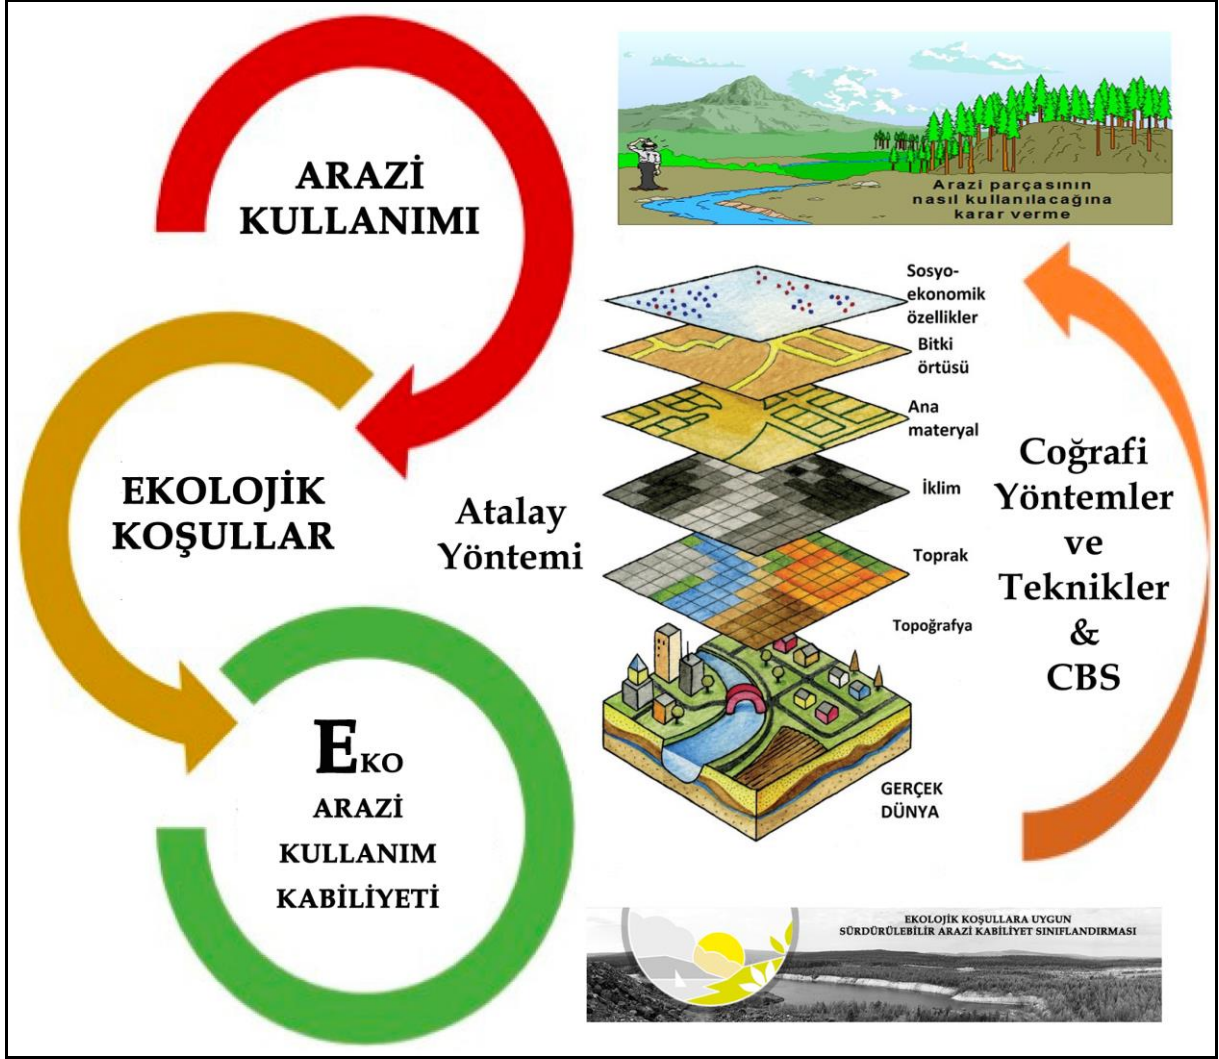 ARAZİ
KULLANIMI
EKOLOJİK
KOŞULLAR
EKO
ARAZİ
KULLANIM
KABİLİYETİ
Atalay
Yöntemi
Arazi parçasının
nasıl kullanılacağına
karar verme
Sosyo-
ekonomik
özellikler
Bitki
örtüsü
Ana
materyal
İklim
Toprak
Topoğrafya
GERÇEK
DÜNYA
Coğrafi
Yöntemler
ve
Teknikler
&
CBS
EKOLOJİK KOŞULLARA UYGUN
SÜRDÜRÜLEBİLİR ARAZİ KABİLİYET SINIFLANDIRMASI